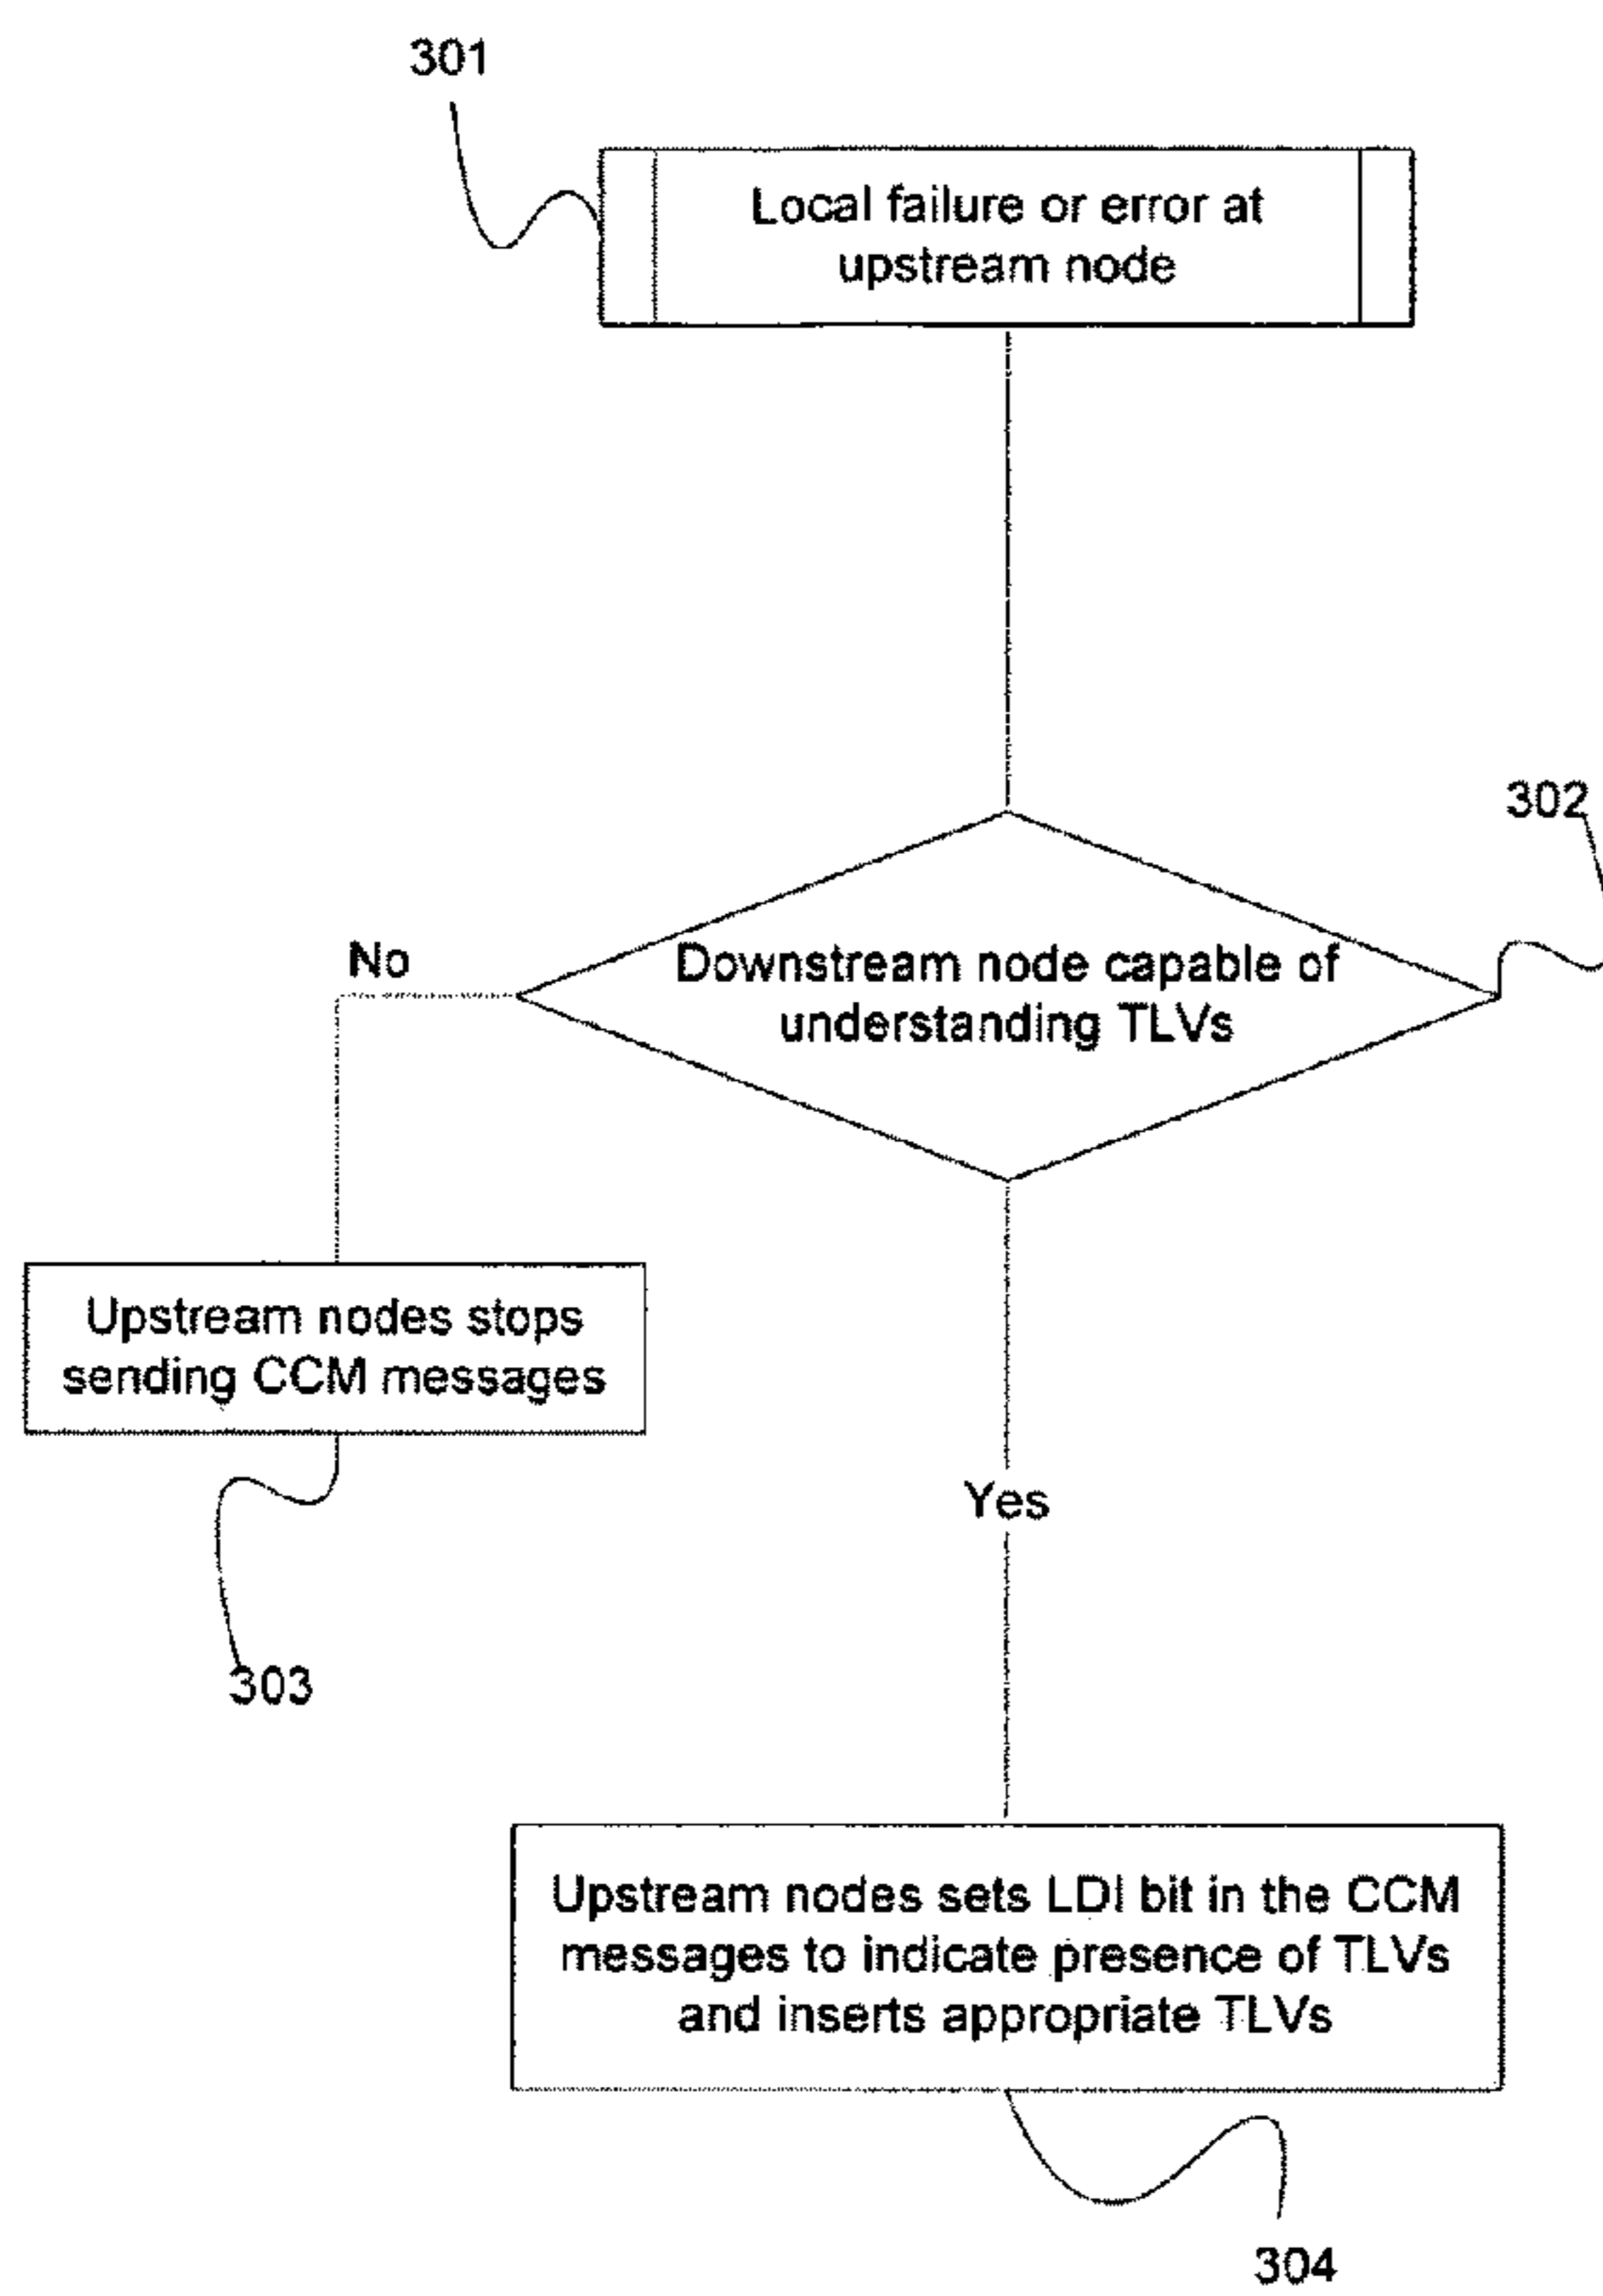 301
Local failure or error at
upstream node
302
No
Downstream node capable of
understanding TLVs
Upstream nodes stops
sending CCM messages
Yes
303
Upstream nodes sets LDI bit in the CCM
messages to indicate presence of TLVs
and inserts appropriate TLVs
304